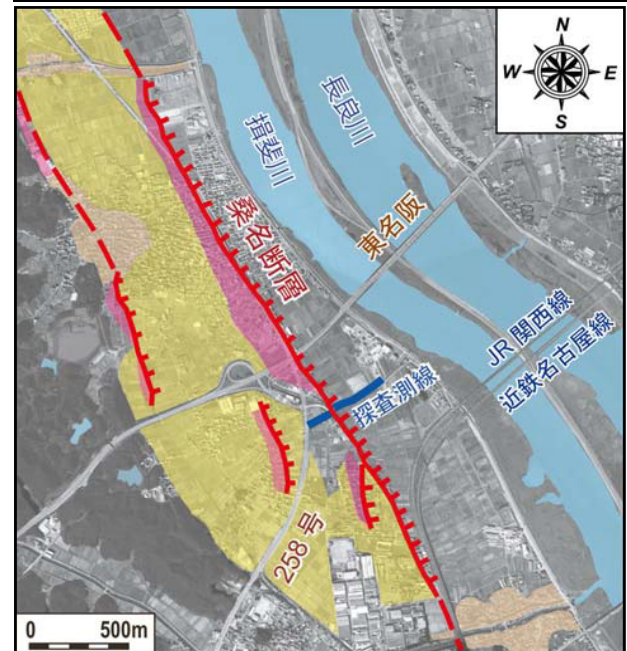 N
W
E
S
長良川
揖斐川
東名阪
桑名断層
JR 関西線
近鉄名古屋線
探査測線
258 号
0 500m